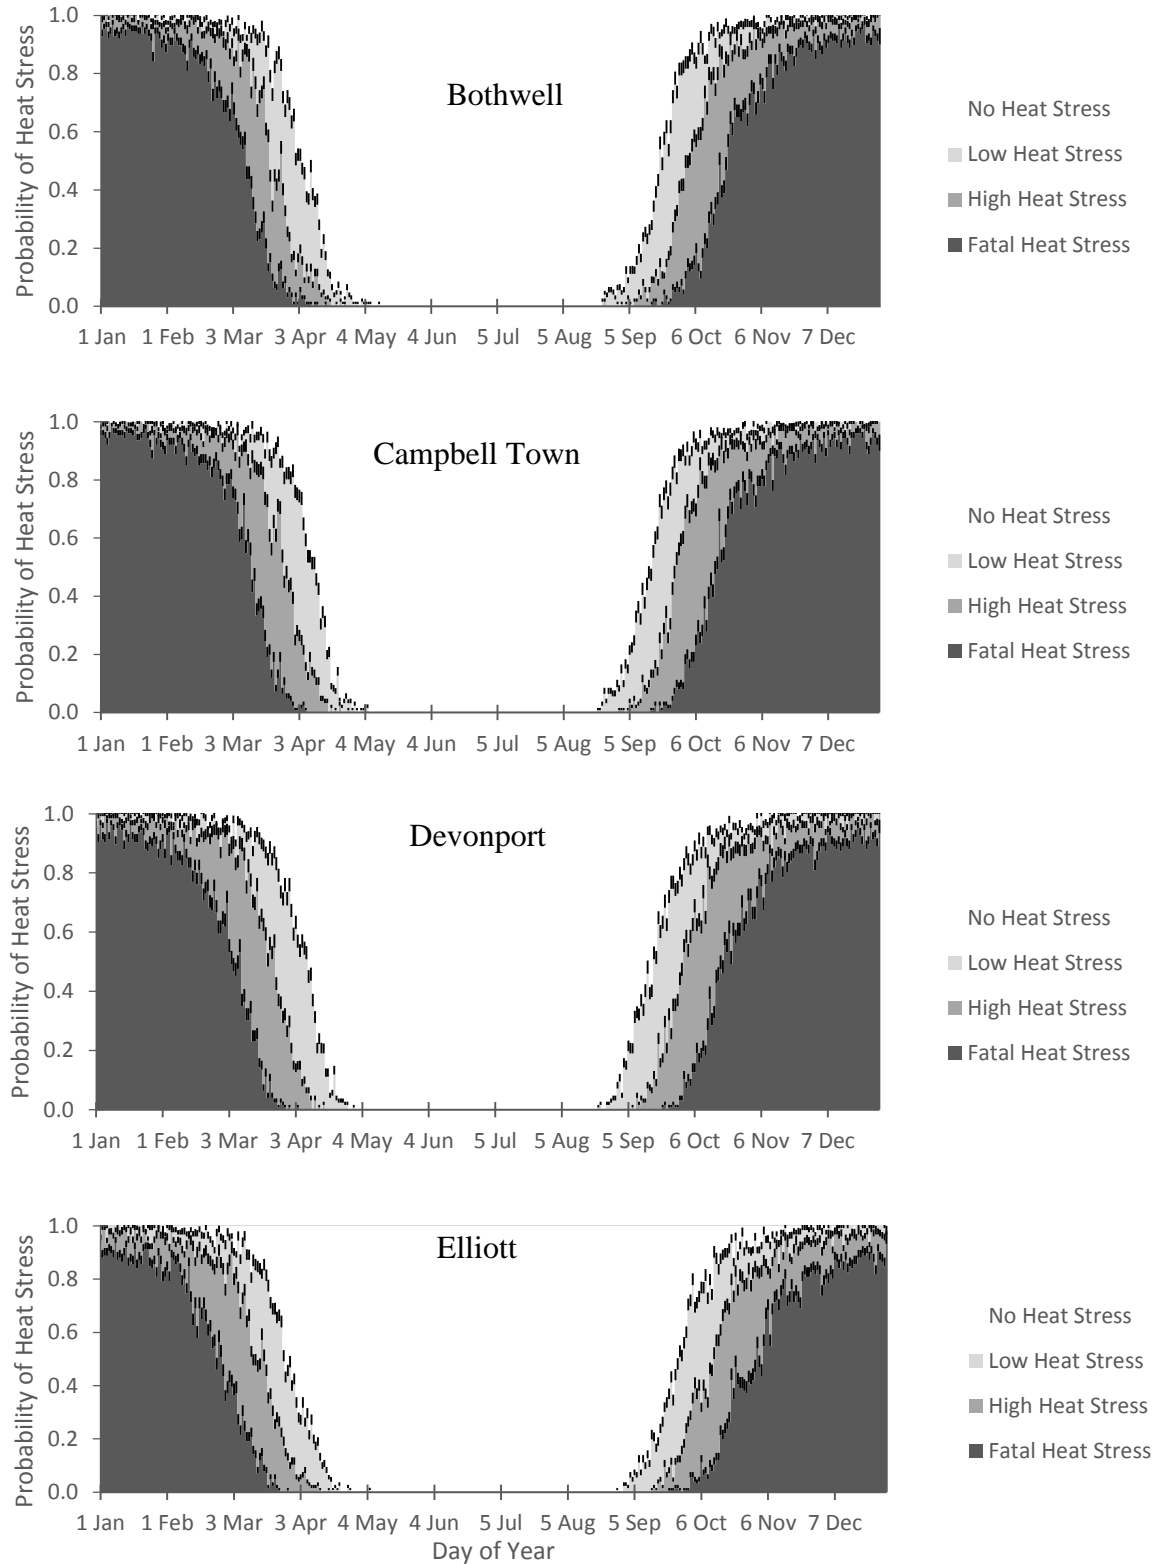 Bothwell
Probability of Heat Stress
1.0
0.8
0.6
0.4
0.2
0.0
1 Jan 1 Feb 3 Mar 3 Apr 4 May 4 Jun 5 Jul 5 Aug 5 Sep 6 Oct 6 Nov 7 Dec
No Heat Stress
Low Heat Stress
High Heat Stress
Fatal Heat Stress
Campbell Town
Probability of Heat Stress
1.0
0.8
0.6
0.4
0.2
0.0
1 Jan 1 Feb 3 Mar 3 Apr 4 May 4 Jun 5 Jul 5 Aug 5 Sep 6 Oct 6 Nov 7 Dec
No Heat Stress
Low Heat Stress
High Heat Stress
Fatal Heat Stress
Devonport
Probability of Heat Stress
1.0
0.8
0.6
0.4
0.2
0.0
1 Jan 1 Feb 3 Mar 3 Apr 4 May 4 Jun 5 Jul 5 Aug 5 Sep 6 Oct 6 Nov 7 Dec
No Heat Stress
Low Heat Stress
High Heat Stress
Fatal Heat Stress
Elliott
Probability of Heat Stress
1.0
0.8
0.6
0.4
0.2
0.0
1 Jan 1 Feb 3 Mar 3 Apr 4 May 4 Jun 5 Jul 5 Aug 5 Sep 6 Oct 6 Nov 7 Dec
Day of Year
No Heat Stress
Low Heat Stress
High Heat Stress
Fatal Heat Stress